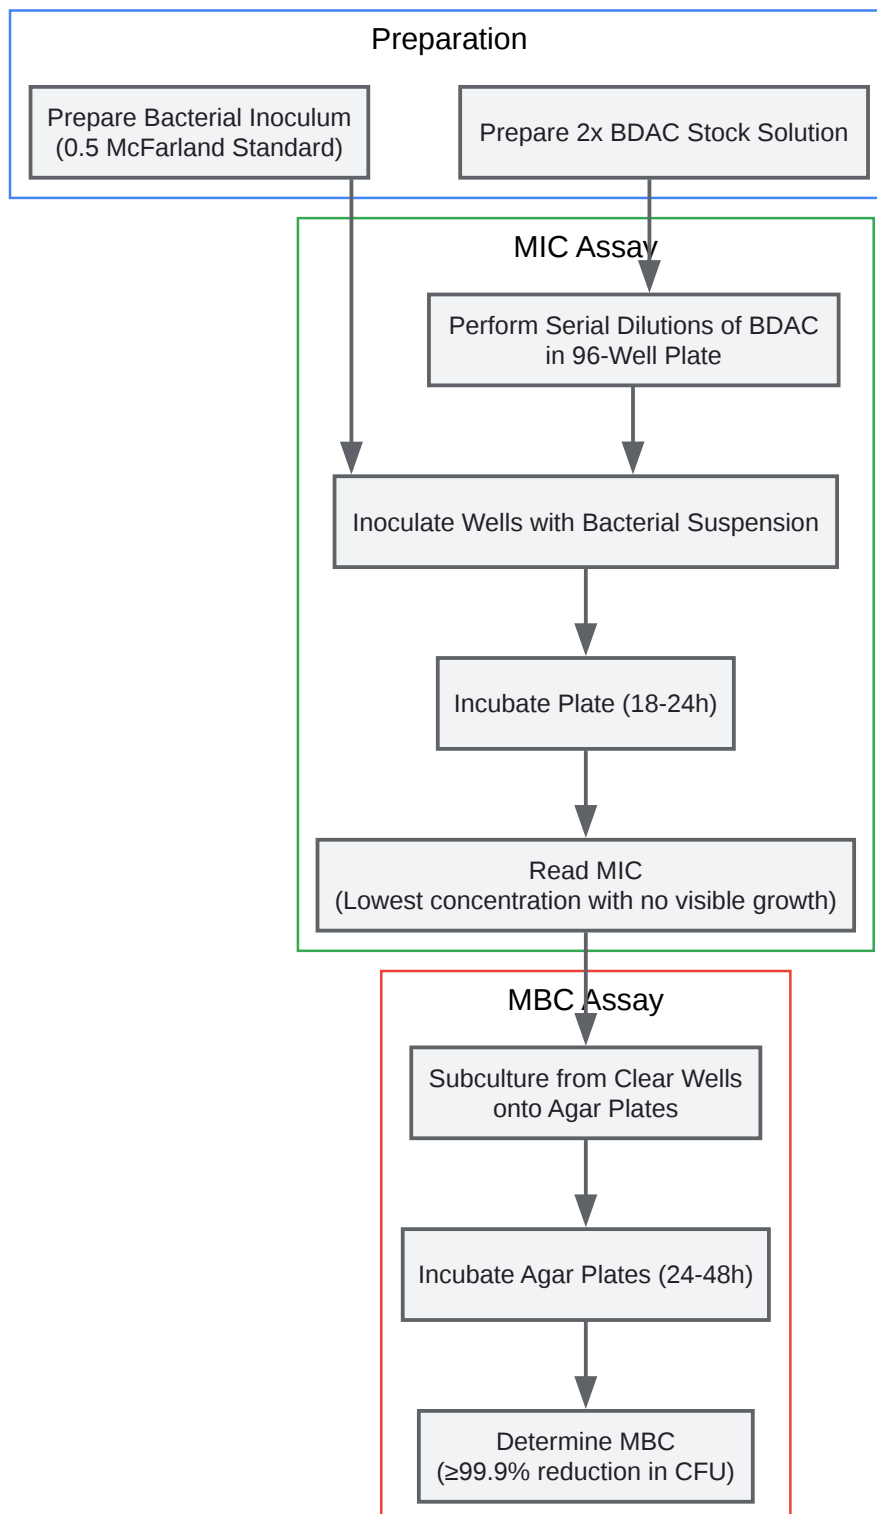 Preparation
Prepare Bacterial Inoculum
(0.5 McFarland Standard)
Prepare 2x BDAC Stock Solution
MIC Assay
Perform Serial Dilutions of BDAC
in 96-Well Plate
Inoculate Wells with Bacterial Suspension
Incubate Plate (18-24h)
Read MIC
(Lowest concentration with no visible growth)
MBC Assay
Subculture from Clear Wells
onto Agar Plates
Incubate Agar Plates (24-48h)
Determine MBC
(≥99.9% reduction in CFU)